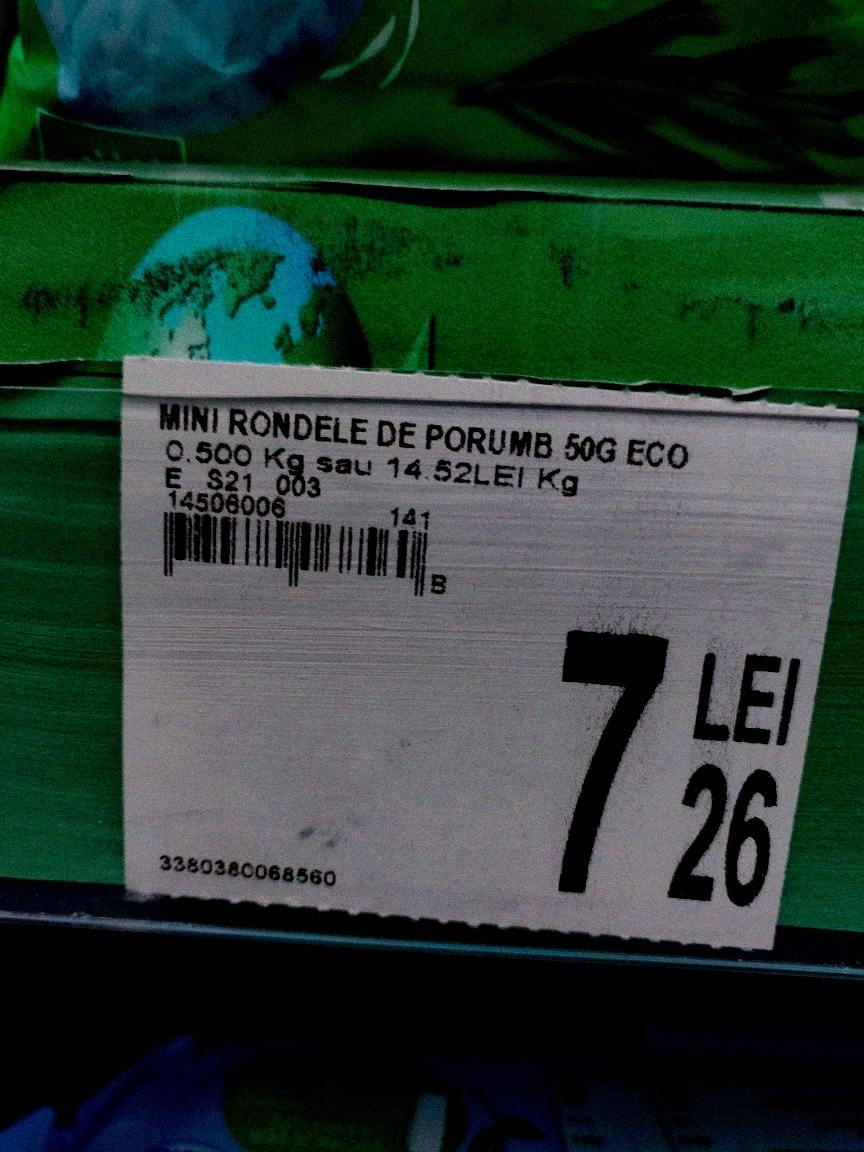 MINI RONDELE DE PORUMB 50G ECO
0.500 Kg sau 14.52LEI Kg
E S21 003
14506006 141
B
7 LEI
26
3380380068560